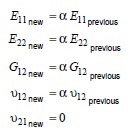 E₁₁ new = α E₁₁ previous
E₂₂ new = α E₂₂ previous
G₁₂ new = α G₁₂ previous
υ₁₂ new = α υ₁₂ previous
υ₂₁ new = 0